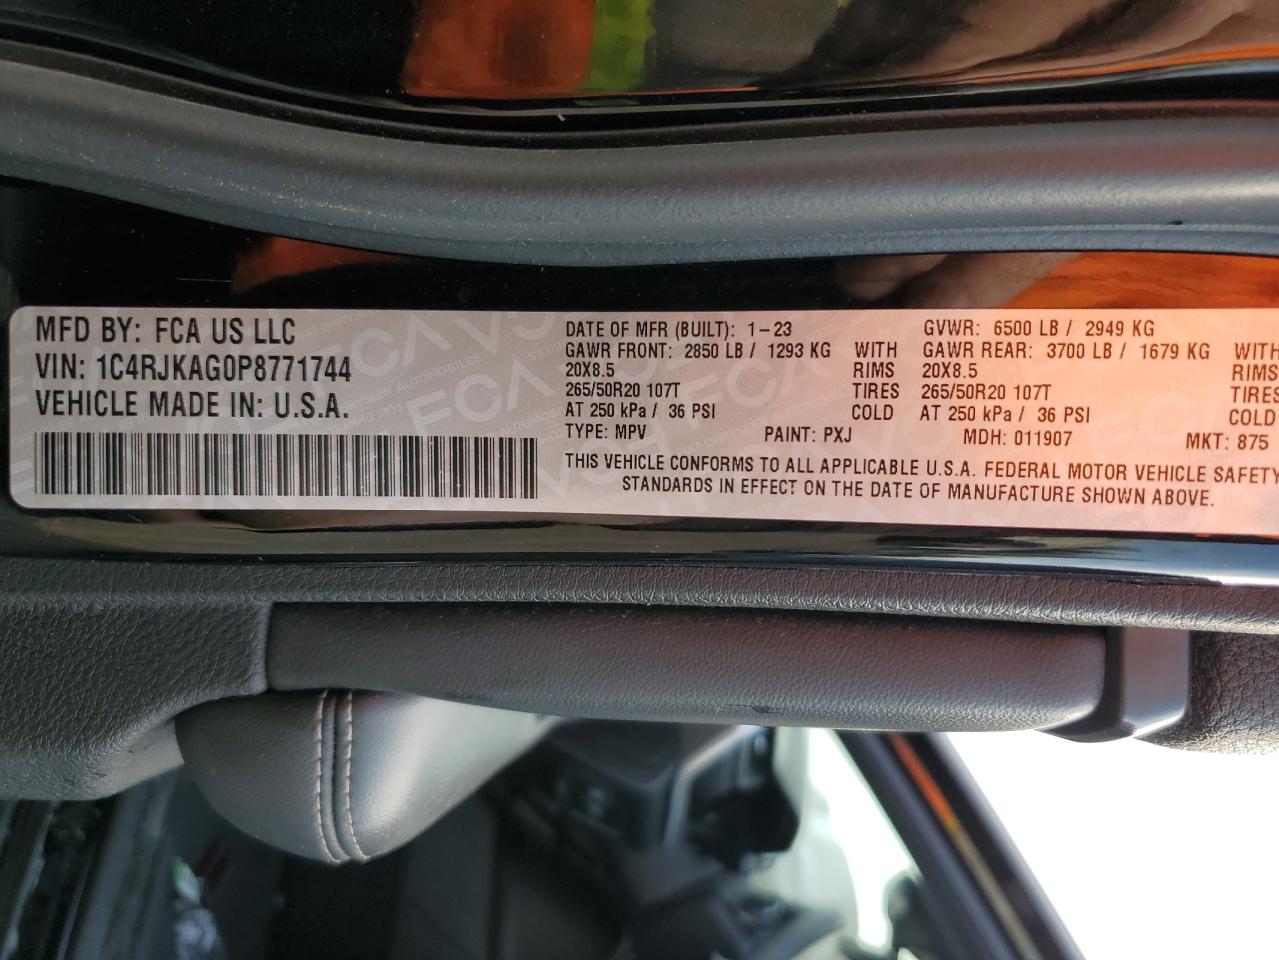 MFD BY: FCA US LLC
VIN: 1C4RJKAG0P8771744
VEHICLE MADE IN: U.S.A.
DATE OF MFR (BUILT): 1-23 GVWR: 6500 LB / 2949 KG
GAWR FRONT: 2850 LB / 1293 KG WITH GAWR REAR: 3700 LB / 1679 KG WITH
20X8.5 RIMS 20X8.5 RIMS
265/50R20 107T TIRES 265/50R20 107T TIRES
AT 250 kPa / 36 PSI COLD AT 250 kPa / 36 PSI COLD
TYPE: MPV PAINT: PXJ MDH: 011907 MKT: 875
THIS VEHICLE CONFORMS TO ALL APPLICABLE U.S.A. FEDERAL MOTOR VEHICLE SAFETY
STANDARDS IN EFFECT ON THE DATE OF MANUFACTURE SHOWN ABOVE.